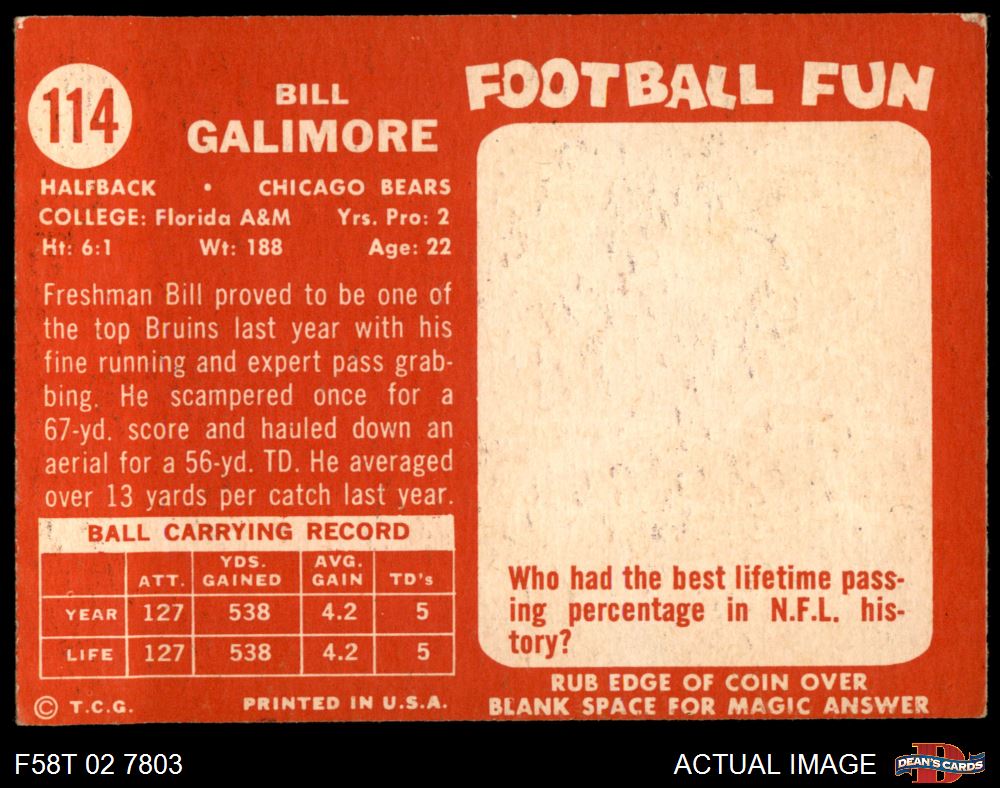 114
BILL
GALIMORE
HALFBACK • CHICAGO BEARS
COLLEGE: Florida A&M Yrs. Pro: 2
Ht: 6:1 Wt: 188 Age: 22
Freshman Bill proved to be one of
the top Bruins last year with his
fine running and expert pass grab-
bing. He scampered once for a
67-yd. score and hauled down an
aerial for a 56-yd. TD. He averaged
over 13 yards per catch last year.
BALL CARRYING RECORD
ATT. YDS. GAINED AVG. GAIN TD's
YEAR 127 538 4.2 5
LIFE 127 538 4.2 5
© T.C.G. PRINTED IN U.S.A.
FOOTBALL FUN
Who had the best lifetime pass-
ing percentage in N.F.L. his-
tory?
RUB EDGE OF COIN OVER
BLANK SPACE FOR MAGIC ANSWER
F58T 02 7803
ACTUAL IMAGE
D
DEAN'S CARDS